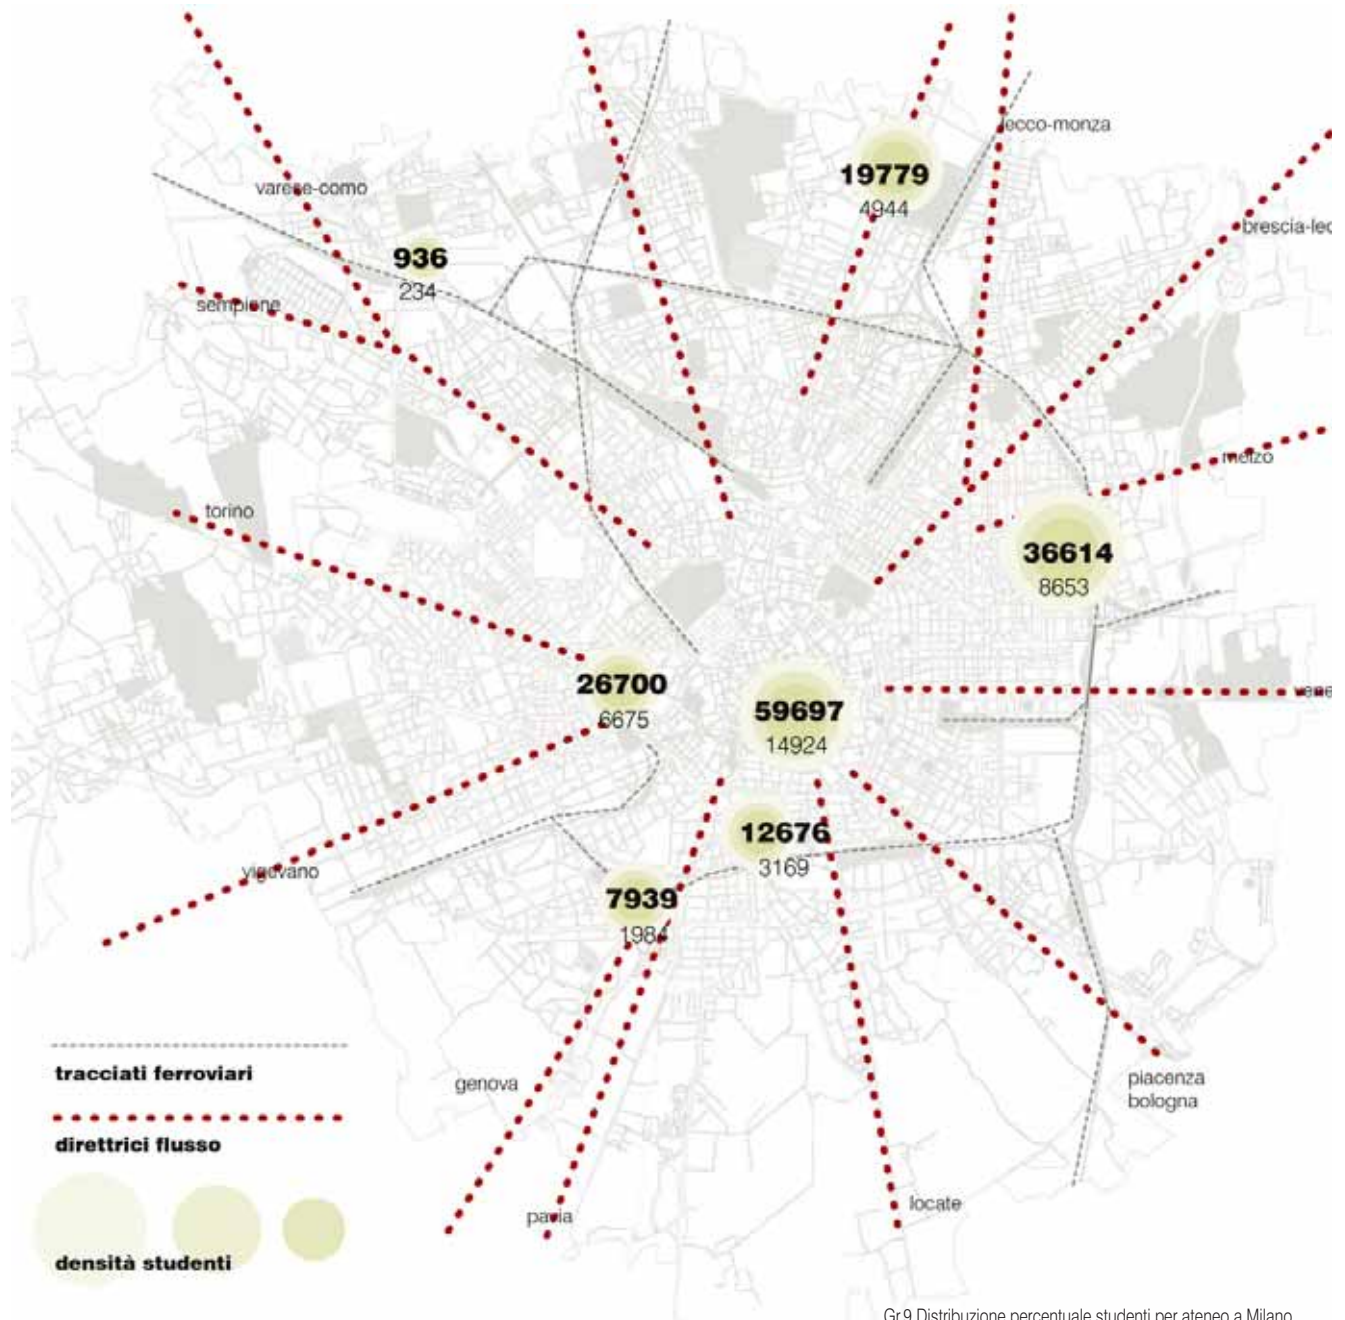 lecco-monza
19779
4944
varese-como
brescia-lec
936
234
sempione
melzo
torino
36614
8653
26700
6675
59697
14924
vene
12676
3169
vigevano
7939
1984
tracciati ferroviari
genova
piacenza
bologna
direttrici flusso
locate
pavia
densità studenti
Gr.9 Distribuzione percentuale studenti per ateneo a Milano